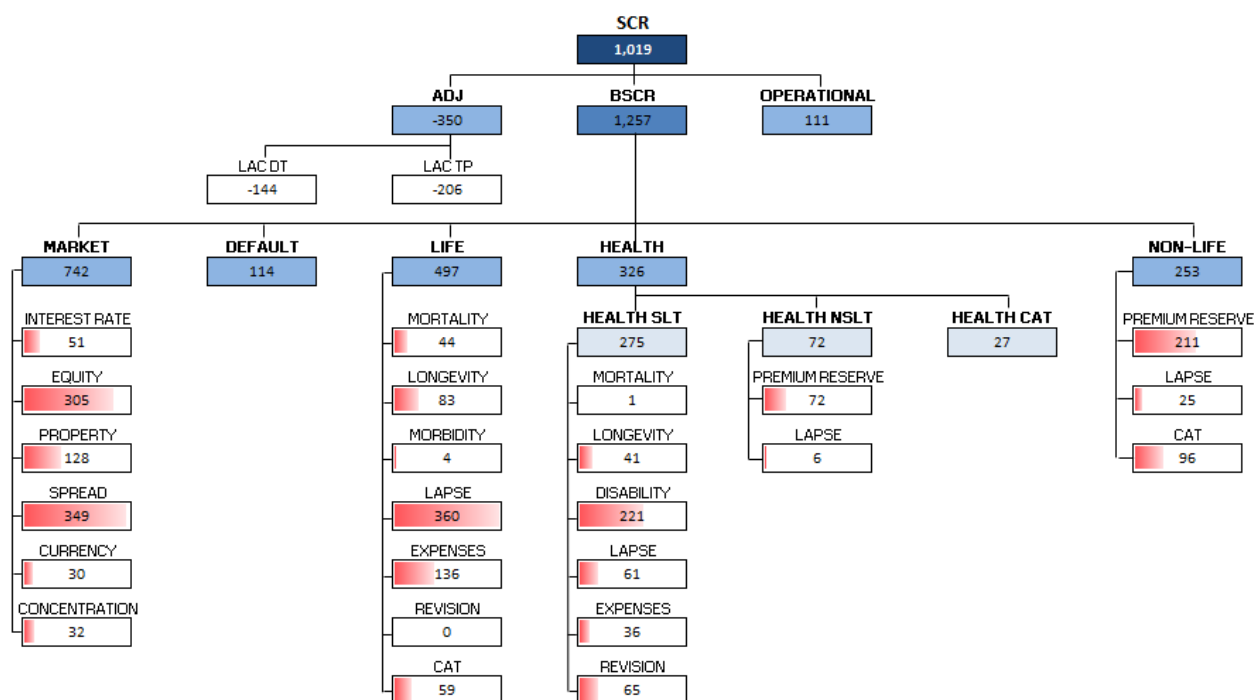 SCR
1,019
ADJ
BSCR
OPERATIONAL
-350
1,257
111
LAC DT
LAC TP
-144
-206
MARKET
DEFAULT
LIFE
HEALTH
NON-LIFE
742
114
497
326
253
INTEREST RATE
MORTALITY
HEALTH SLT
HEALTH NSLT
HEALTH CAT
PREMIUM RESERVE
51
44
275
72
27
211
EQUITY
LONGEVITY
MORTALITY
PREMIUM RESERVE
LAPSE
305
83
1
72
25
PROPERTY
MORBIDITY
LONGEVITY
LAPSE
CAT
128
4
41
6
96
SPREAD
LAPSE
DISABILITY
349
360
221
CURRENCY
EXPENSES
LAPSE
30
136
61
CONCENTRATION
REVISION
EXPENSES
32
0
36
CAT
REVISION
59
65